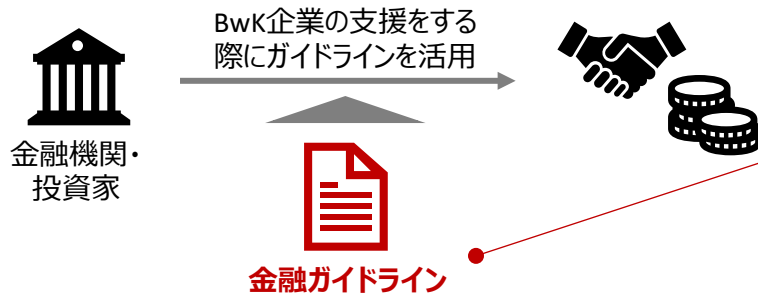 BwK企業の支援をする
際にガイドラインを活用
金融機関・
投資家
金融ガイドライン